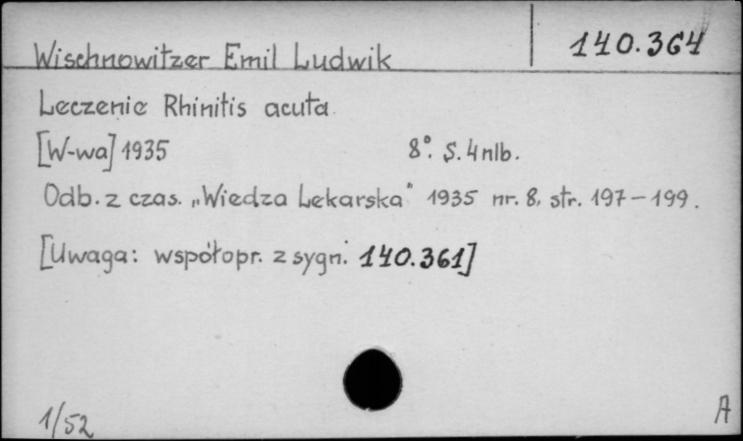 Wischnowitzer Emil Ludwik 140.364
Leczenie Rhinitis acuta
[W-wa] 1935 8°. S. 4 nlb.
Odb. z czas. „Wiedza Lekarska" 1935 nr. 8, str. 197-199.
[Uwaga: współopr. z sygn. 140.361]
1/52 A